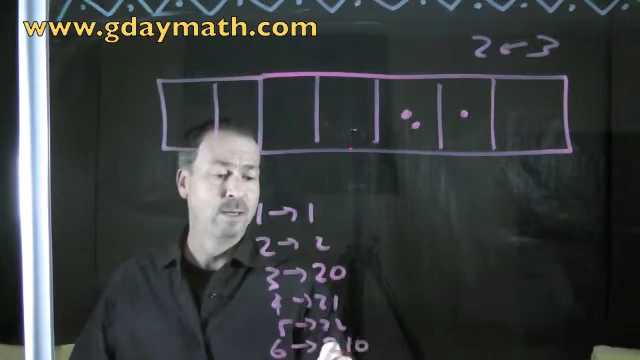 www.gdaymath.com
2 ← 3
1 → 1
2 → 2
3 → 20
4 → 21
5 → 22
6 → 210